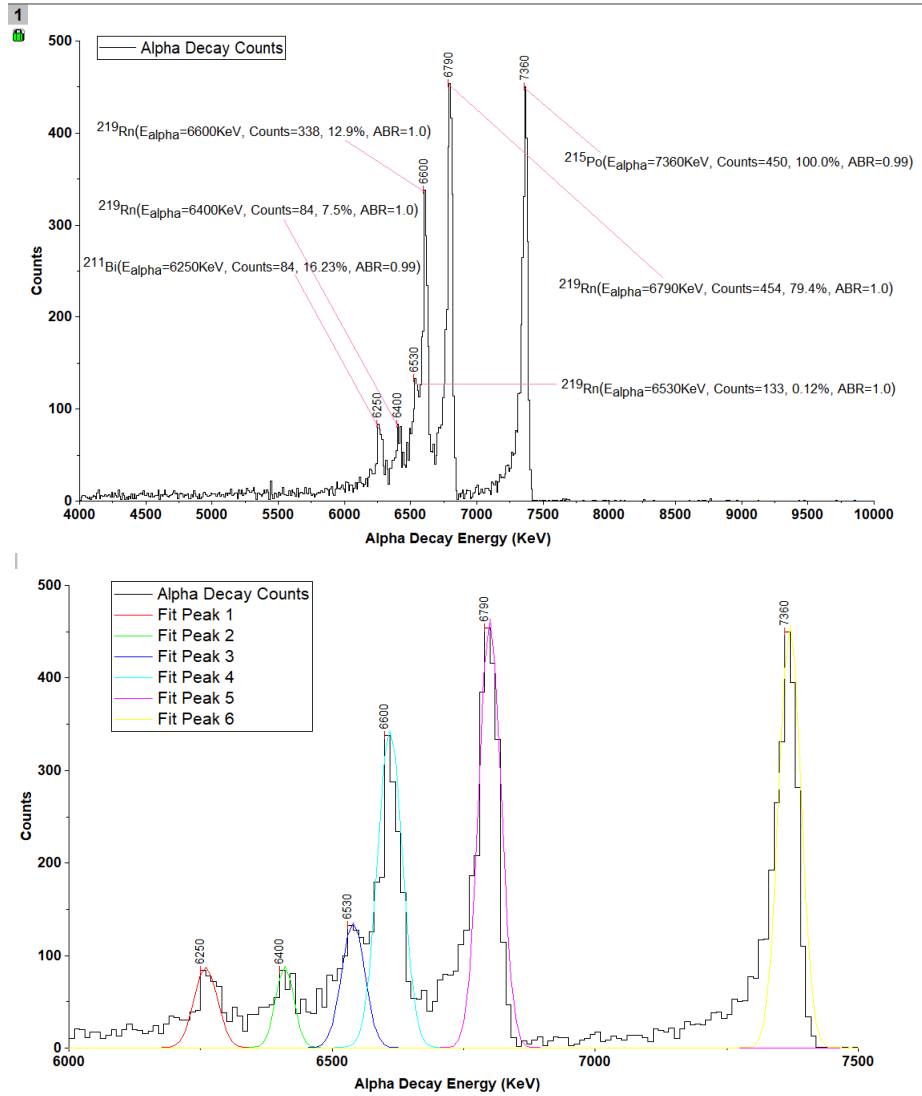 1
500
400
300
200
100
0
Counts
Alpha Decay Counts
6790
7360
219Rn(Ealpha=6600KeV, Counts=338, 12.9%, ABR=1.0)
215Po(Ealpha=7360KeV, Counts=450, 100.0%, ABR=0.99)
6600
219Rn(Ealpha=6400KeV, Counts=84, 7.5%, ABR=1.0)
211Bi(Ealpha=6250KeV, Counts=84, 16.23%, ABR=0.99)
219Rn(Ealpha=6790KeV, Counts=454, 79.4%, ABR=1.0)
6530
219Rn(Ealpha=6530KeV, Counts=133, 0.12%, ABR=1.0)
6250
6400
4000 4500 5000 5500 6000 6500 7000 7500 8000 8500 9000 9500 10000
Alpha Decay Energy (KeV)
500
400
300
200
100
0
Counts
Alpha Decay Counts
Fit Peak 1
Fit Peak 2
Fit Peak 3
Fit Peak 4
Fit Peak 5
Fit Peak 6
6790
7360
6600
6530
6250
6400
6000 6500 7000 7500
Alpha Decay Energy (KeV)